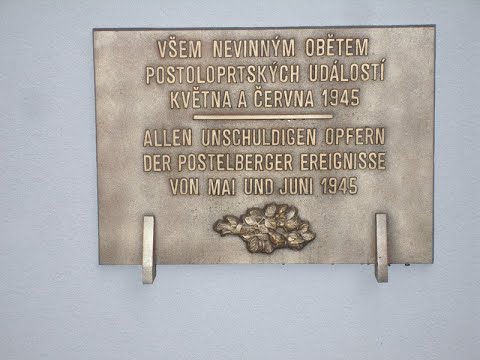 VŠEM NEVINNÝM OBĚTEM
POSTOLOPRTSKÝCH UDÁLOSTÍ
KVĚTNA A ČERVNA 1945
ALLEN UNSCHULDIGEN OPFERN
DER POSTELBERGER EREIGNISSE
VON MAI UND JUNI 1945